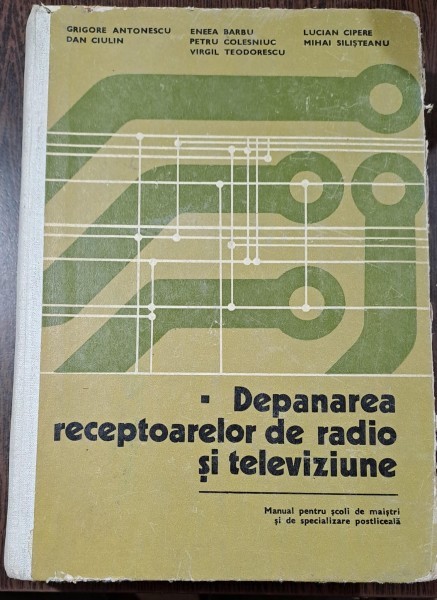 GRIGORE ANTONESCU ENEEA BARBU LUCIAN CIPERE
DAN CIULIN PETRU COLESNIUC MIHAI SILIȘTEANU
VIRGIL TEODORESCU
Depanarea
receptoarelor de radio
și televiziune
Manual pentru școli de maiștri
și de specializare postliceală